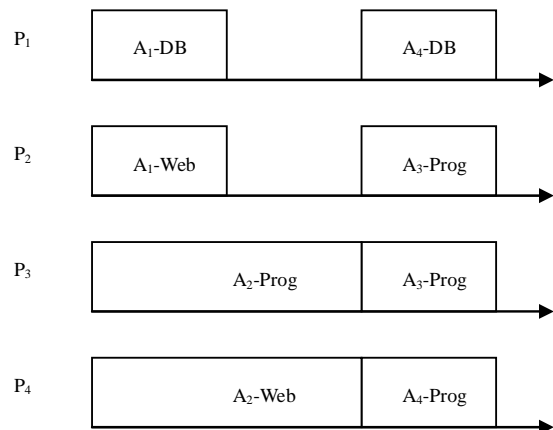 P₁ A₁-DB A₄-DB
P₂ A₁-Web A₃-Prog
P₃ A₂-Prog A₃-Prog
P₄ A₂-Web A₄-Prog